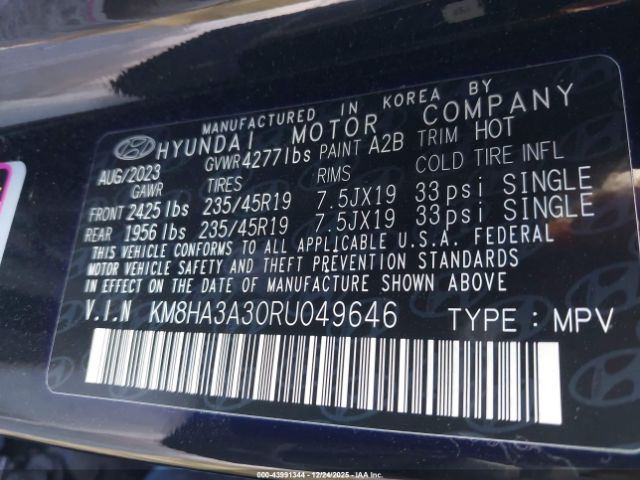 MANUFACTURED IN KOREA BY
HYUNDAI MOTOR COMPANY
AUG/2023 GVWR 4277lbs PAINT A2B TRIM HOT
GAWR TIRES RIMS COLD TIRE INFL
FRONT 2425 lbs 235/45R19 7.5JX19 33 psi SINGLE
REAR 1956 lbs 235/45R19 7.5JX19 33 psi SINGLE
THIS VEHICLE CONFORMS TO ALL APPLICABLE U.S.A. FEDERAL
MOTOR VEHICLE SAFETY AND THEFT PREVENTION STANDARDS
IN EFFECT ON THE DATE OF MANUFACTURE SHOWN ABOVE
V.I.N KM8HA3A30RU049646 TYPE : MPV
000-43991344 - 12/24/2025 - IAA Inc.